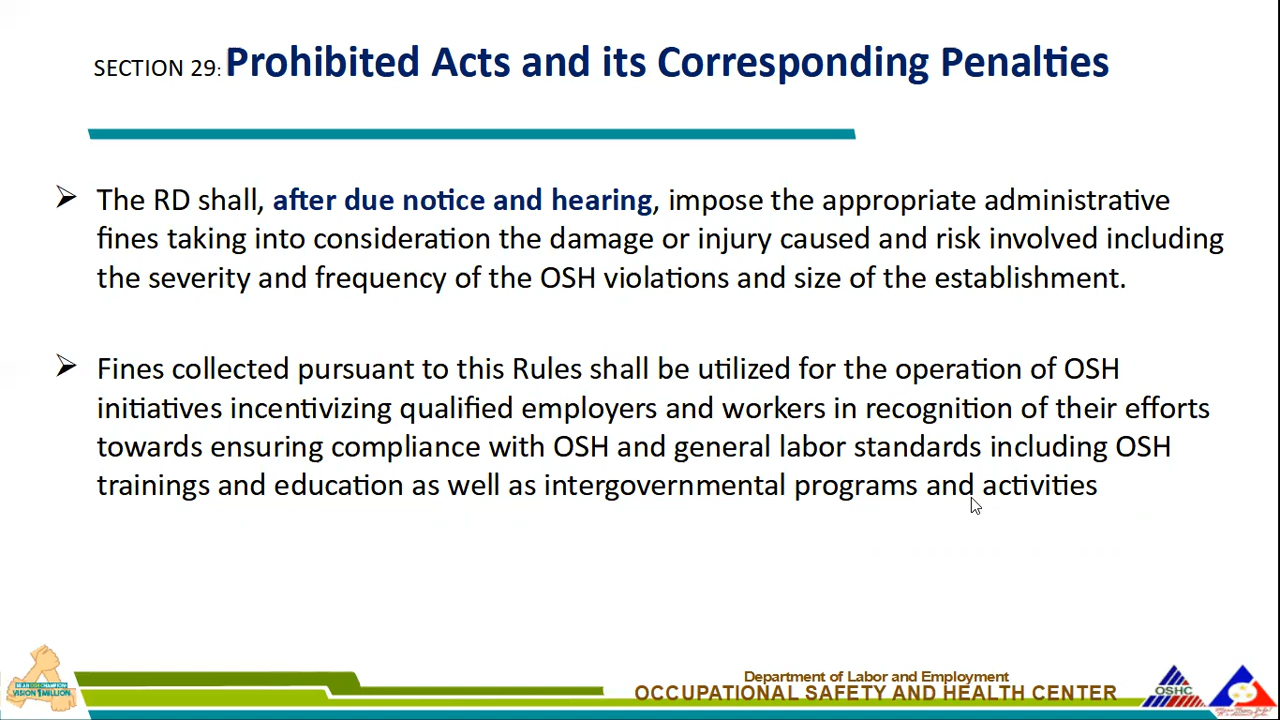 SECTION 29: Prohibited Acts and its Corresponding Penalties
The RD shall, after due notice and hearing, impose the appropriate administrative
fines taking into consideration the damage or injury caused and risk involved including
the severity and frequency of the OSH violations and size of the establishment.
Fines collected pursuant to this Rules shall be utilized for the operation of OSH
initiatives incentivizing qualified employers and workers in recognition of their efforts
towards ensuring compliance with OSH and general labor standards including OSH
trainings and education as well as intergovernmental programs and activities
VISION 1 MILLION
Department of Labor and Employment
OCCUPATIONAL SAFETY AND HEALTH CENTER
OSHC